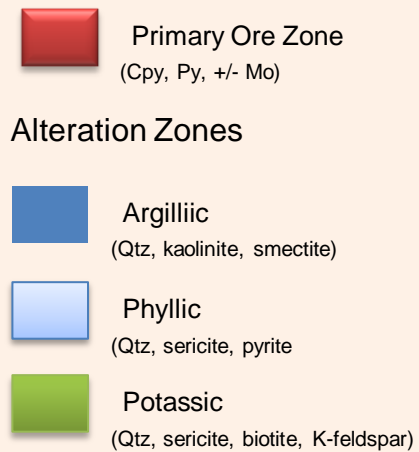 Primary Ore Zone
(Cpy, Py, +/- Mo)
Alteration Zones
Argilliic
(Qtz, kaolinite, smectite)
Phyllic
(Qtz, sericite, pyrite
Potassic
(Qtz, sericite, biotite, K-feldspar)